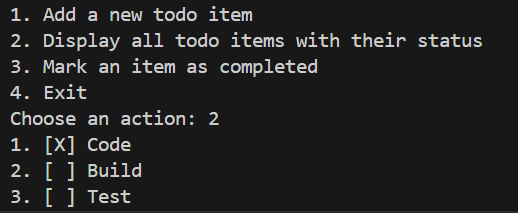 1. Add a new todo item
2. Display all todo items with their status
3. Mark an item as completed
4. Exit
Choose an action: 2
1. [X] Code
2. [ ] Build
3. [ ] Test